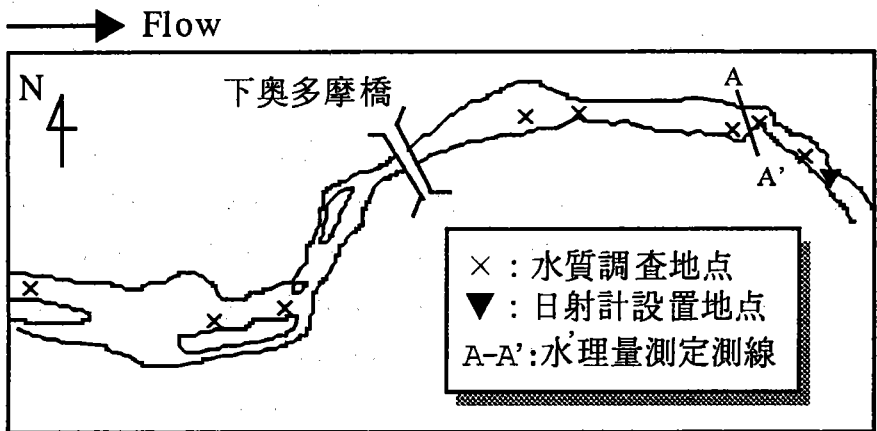 Flow
N
下奥多摩橋
A
A'
× : 水質調査地点
▼ : 日射計設置地点
A-A':水理量測定測線